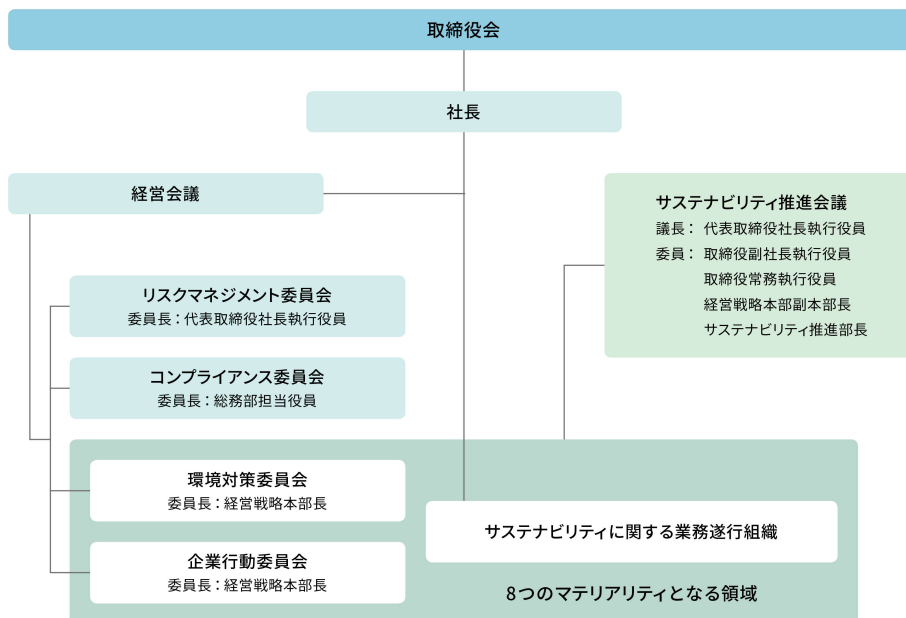 取締役会
社長
経営会議
サステナビリティ推進会議
議長： 代表取締役社長執行役員
委員： 取締役副社長執行役員
取締役常務執行役員
経営戦略本部副本部長
サステナビリティ推進部長
リスクマネジメント委員会
委員長：代表取締役社長執行役員
コンプライアンス委員会
委員長：総務部担当役員
環境対策委員会
委員長：経営戦略本部長
サステナビリティに関する業務遂行組織
企業行動委員会
委員長：経営戦略本部長
8つのマテリアリティとなる領域